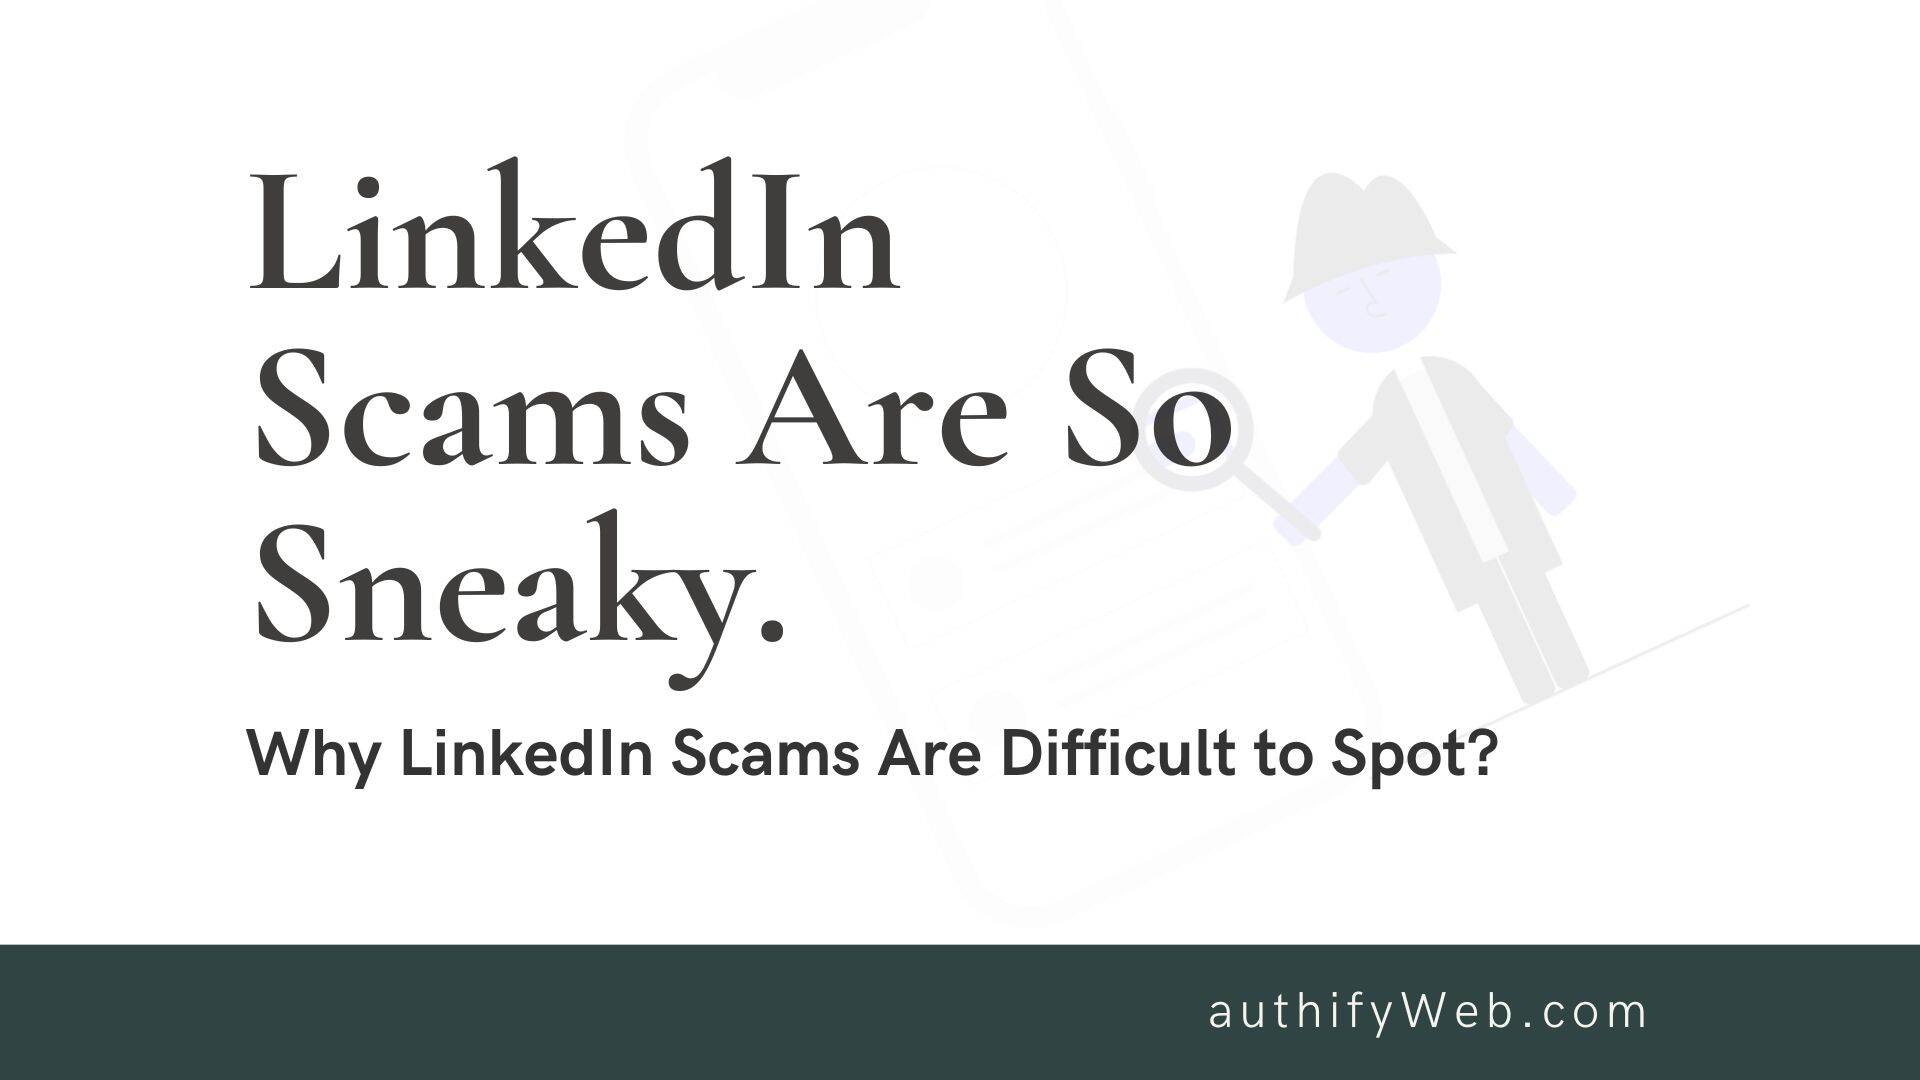 LinkedIn
Scams Are So
Sneaky.
Why LinkedIn Scams Are Difficult to Spot?
authifyWeb.com